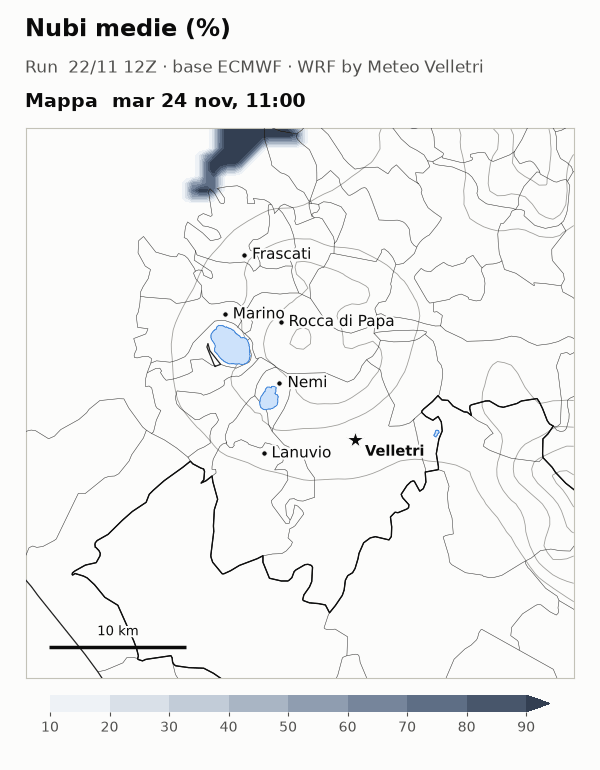 Nubi medie (%)
Run  22/11 12Z · base ECMWF · WRF by Meteo Velletri
Mappa  mar 24 nov, 11:00
Frascati
Marino
Rocca di Papa
Nemi
Velletri
Lanuvio
10 km
10 20 30 40 50 60 70 80 90